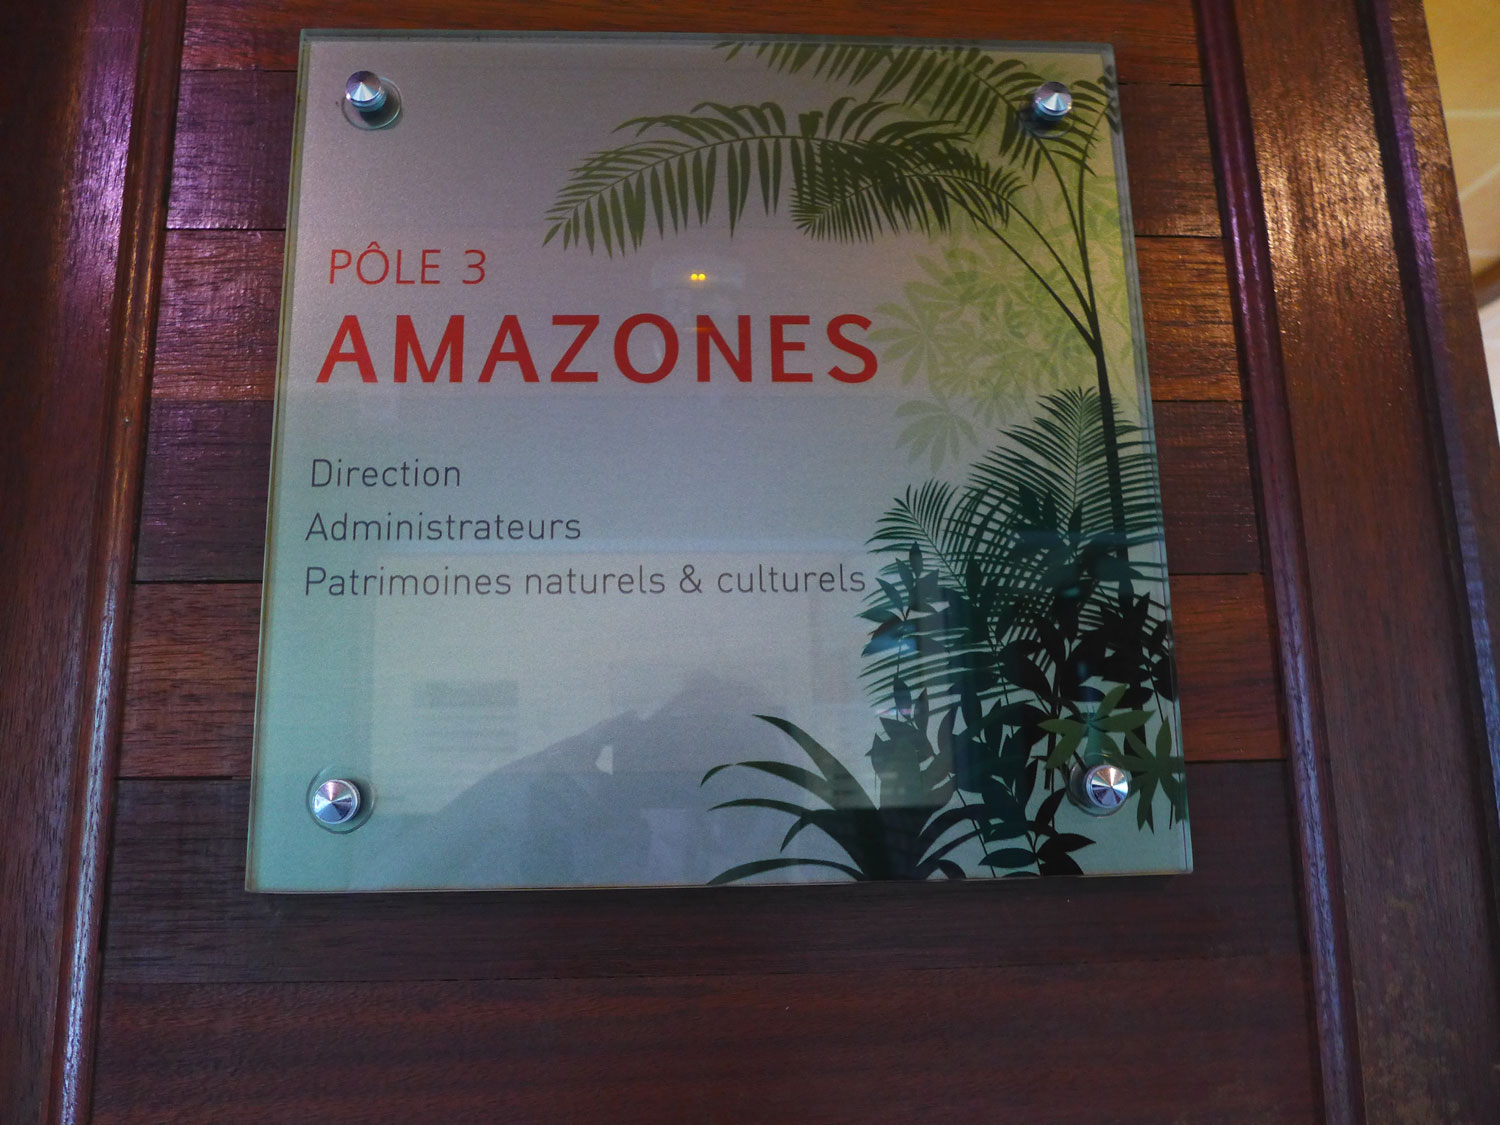 PÔLE 3
AMAZONES
Direction
Administrateurs
Patrimoines naturels & culturels